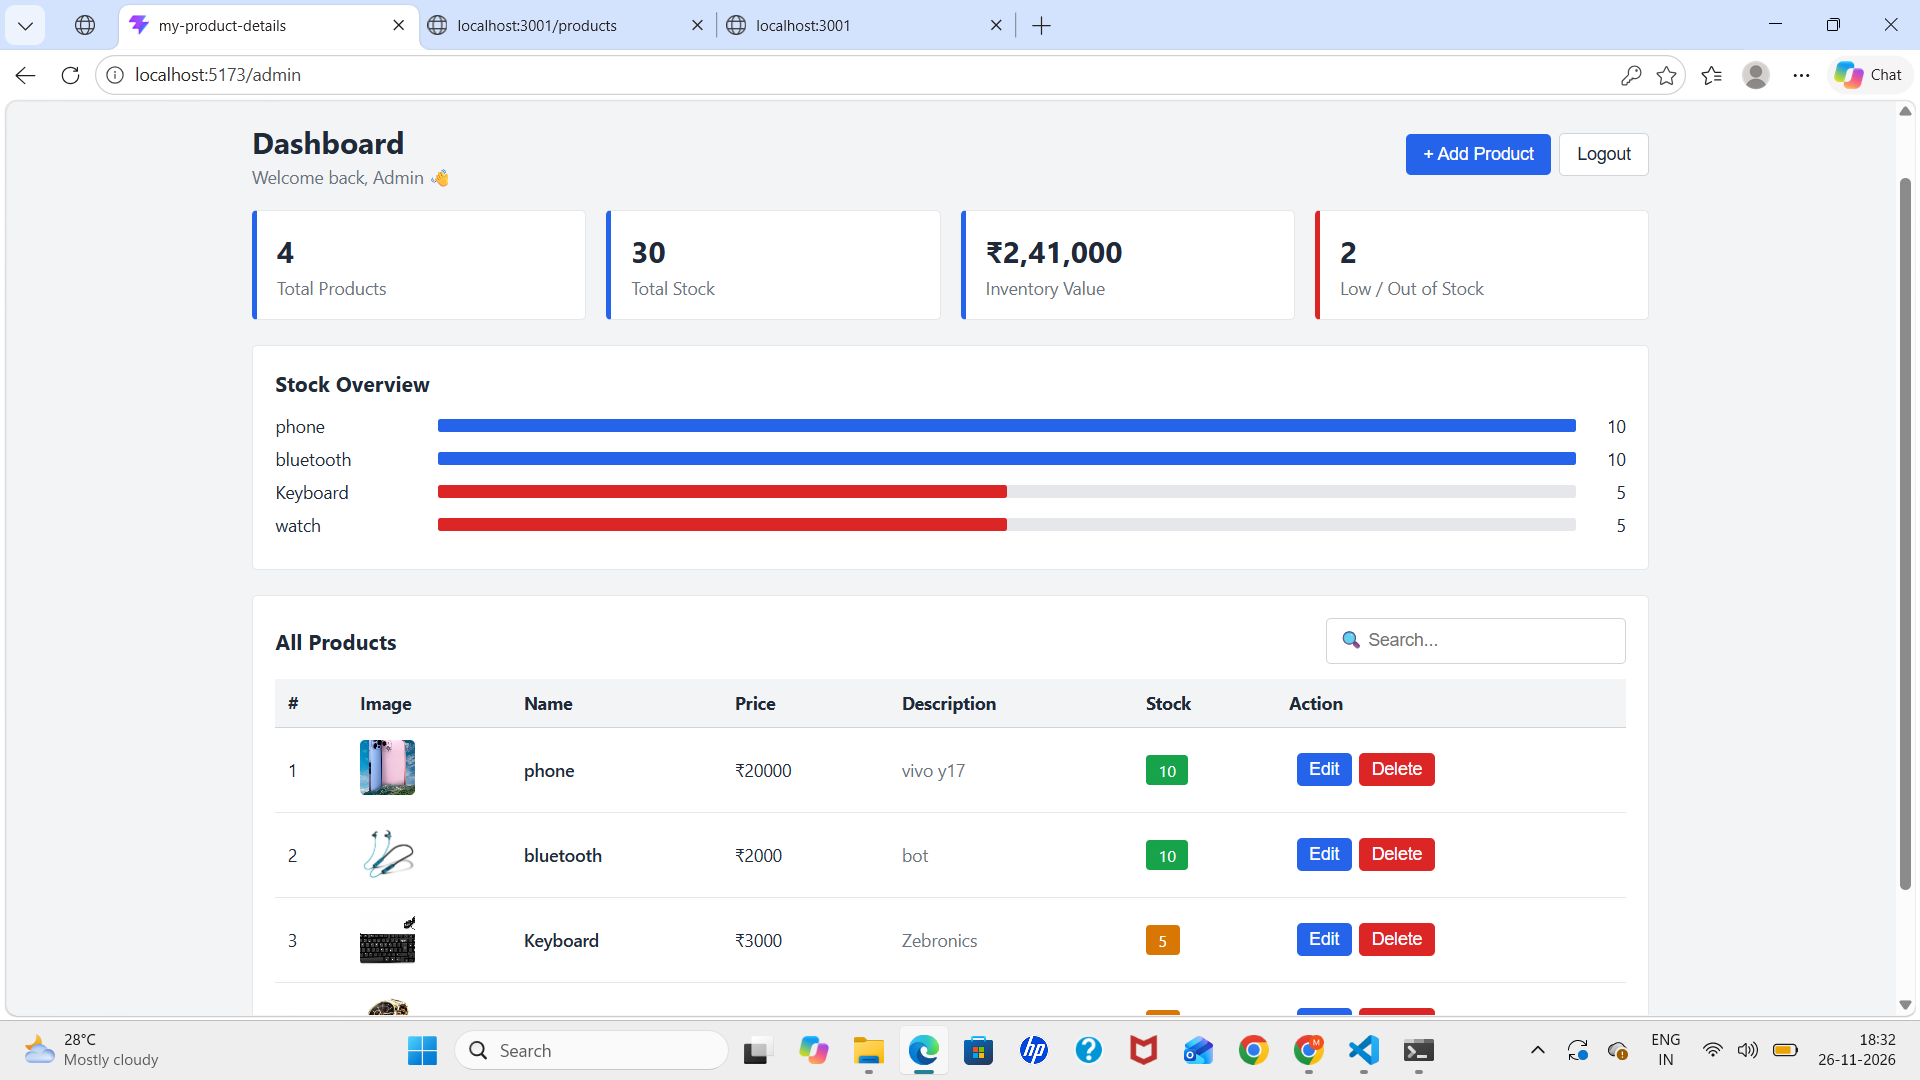 my-product-details
localhost:3001/products
localhost:3001
localhost:5173/admin
Chat
Dashboard
Welcome back, Admin 👋
+ Add Product
Logout
4
Total Products
30
Total Stock
₹2,41,000
Inventory Value
2
Low / Out of Stock
Stock Overview
phone 10
bluetooth 10
Keyboard 5
watch 5
All Products
🔍 Search...
# Image Name Price Description Stock Action
1 phone ₹20000 vivo y17 10 Edit Delete
2 bluetooth ₹2000 bot 10 Edit Delete
3 Keyboard ₹3000 Zebronics 5 Edit Delete
28°C
Mostly cloudy
Search
hp
M
ENG
IN
18:32
26-11-2026